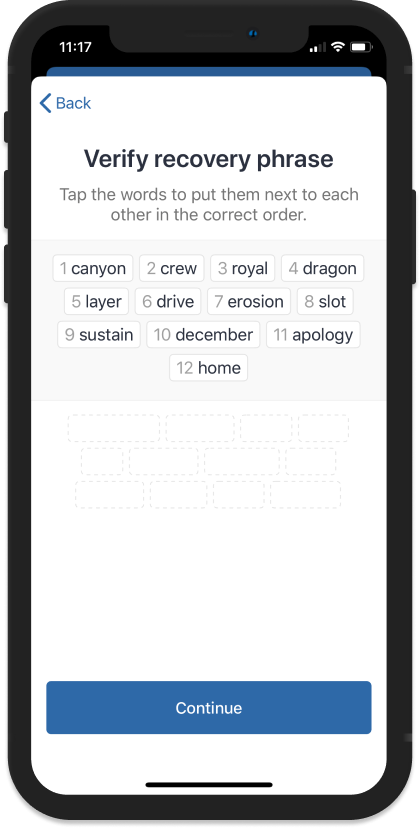 11:17
Back
Verify recovery phrase
Tap the words to put them next to each
other in the correct order.
1 canyon 2 crew 3 royal 4 dragon
5 layer 6 drive 7 erosion 8 slot
9 sustain 10 december 11 apology
12 home
Continue